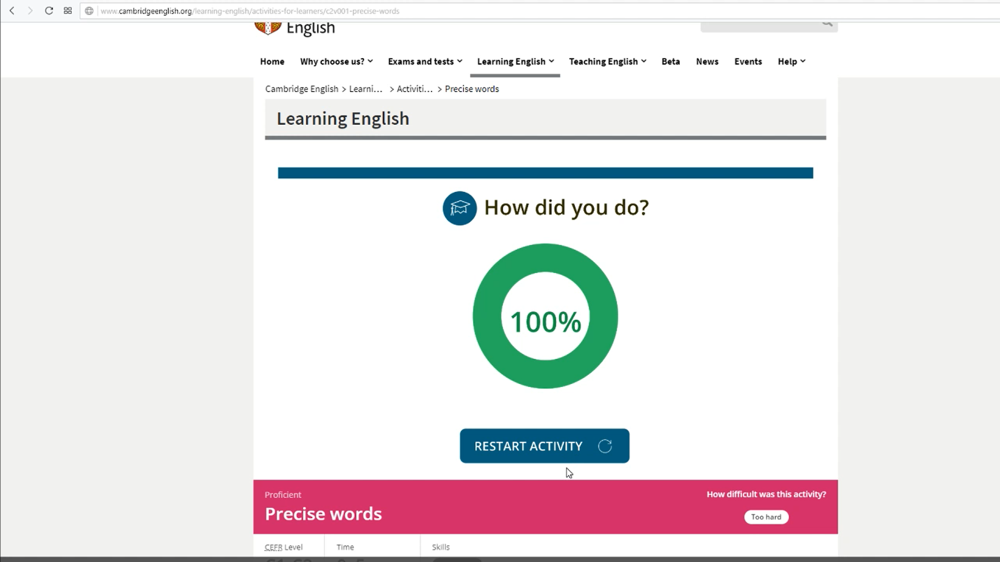 www.cambridgeenglish.org/learning-english/activities-for-learners/c2v001-precise-words
English
Home Why choose us? Exams and tests Learning English Teaching English Beta News Events Help
Cambridge English > Learni... > Activiti... > Precise words
Learning English
How did you do?
100%
RESTART ACTIVITY
Proficient
How difficult was this activity?
Precise words
Too hard
CEFR Level Time Skills